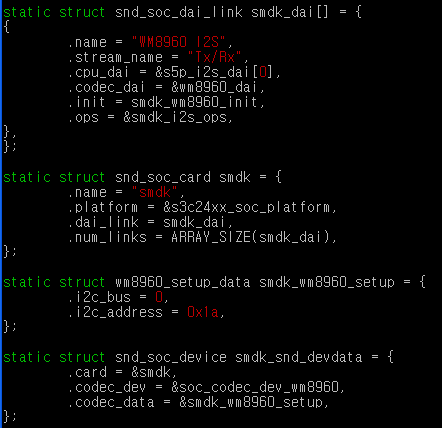 static struct snd_soc_dai_link smdk_dai[] = {
{
.name = "WM8960 I2S",
.stream_name = "Tx/Rx",
.cpu_dai = &s5p_i2s_dai[0],
.codec_dai = &wm8960_dai,
.init = smdk_wm8960_init,
.ops = &smdk_i2s_ops,
},
};
static struct snd_soc_card smdk = {
.name = "smdk",
.platform = &s3c24xx_soc_platform,
.dai_link = smdk_dai,
.num_links = ARRAY_SIZE(smdk_dai),
};
static struct wm8960_setup_data smdk_wm8960_setup = {
.i2c_bus = 0,
.i2c_address = 0x1a,
};
static struct snd_soc_device smdk_snd_devdata = {
.card = &smdk,
.codec_dev = &soc_codec_dev_wm8960,
.codec_data = &smdk_wm8960_setup,
};